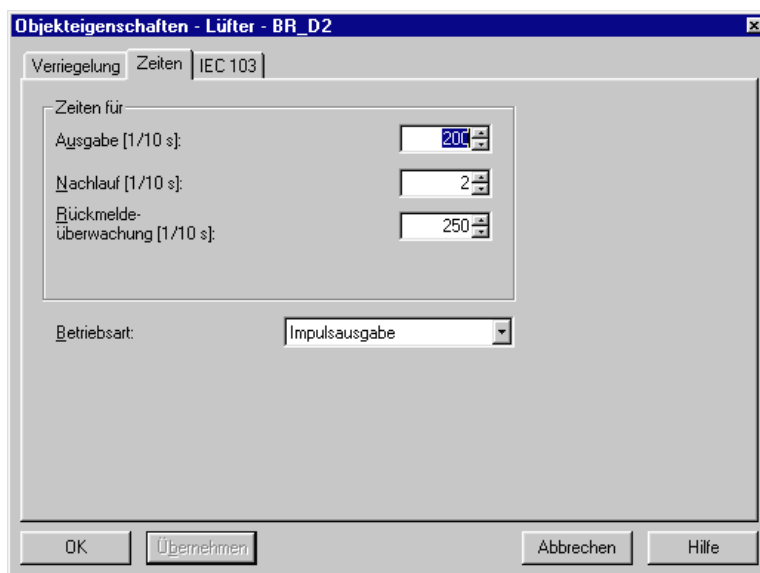 Objekteigenschaften - Lüfter - BR_D2
Verriegelung Zeiten IEC 103
Zeiten für
Ausgabe [1/10 s]: 200
Nachlauf [1/10 s]: 2
Rückmelde-
überwachung [1/10 s]: 250
Betriebsart: Impulsausgabe
OK Übernehmen Abbrechen Hilfe